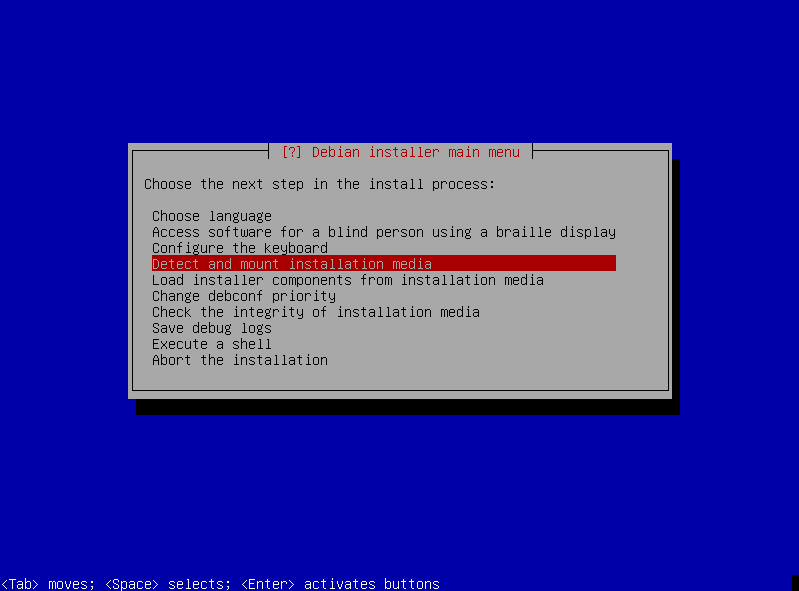 [?] Debian installer main menu
Choose the next step in the install process:
Choose language
Access software for a blind person using a braille display
Configure the keyboard
Detect and mount installation media
Load installer components from installation media
Change debconf priority
Check the integrity of installation media
Save debug logs
Execute a shell
Abort the installation
<Tab> moves; <Space> selects; <Enter> activates buttons